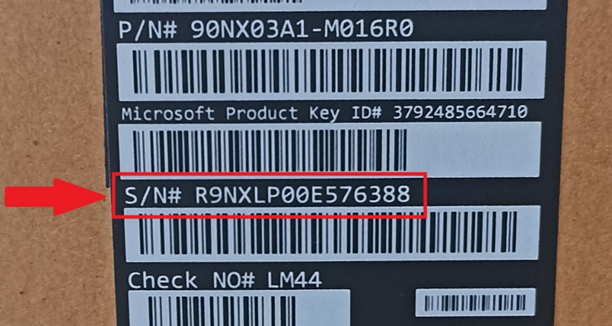 P/N# 90NX03A1-M016R0
Microsoft Product Key ID# 3792485664710
S/N# R9NXLP00E576388
Check NO# LM44